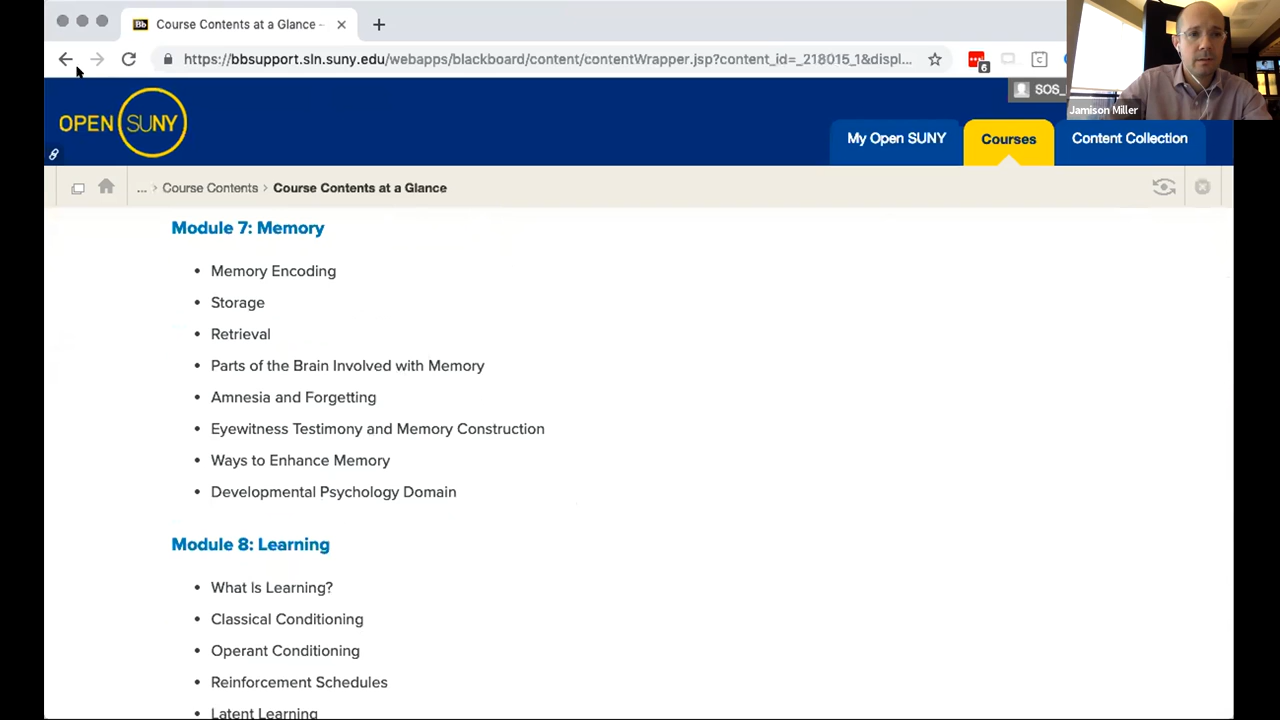 Course Contents at a Glance –
https://bbsupport.sln.suny.edu/webapps/blackboard/content/contentWrapper.jsp?content_id=_218015_1&displ...
6
SOS_
Jamison Miller
OPEN SUNY
My Open SUNY
Courses
Content Collection
... > Course Contents > Course Contents at a Glance
Module 7: Memory
• Memory Encoding
• Storage
• Retrieval
• Parts of the Brain Involved with Memory
• Amnesia and Forgetting
• Eyewitness Testimony and Memory Construction
• Ways to Enhance Memory
• Developmental Psychology Domain
Module 8: Learning
• What Is Learning?
• Classical Conditioning
• Operant Conditioning
• Reinforcement Schedules
• Latent Learning